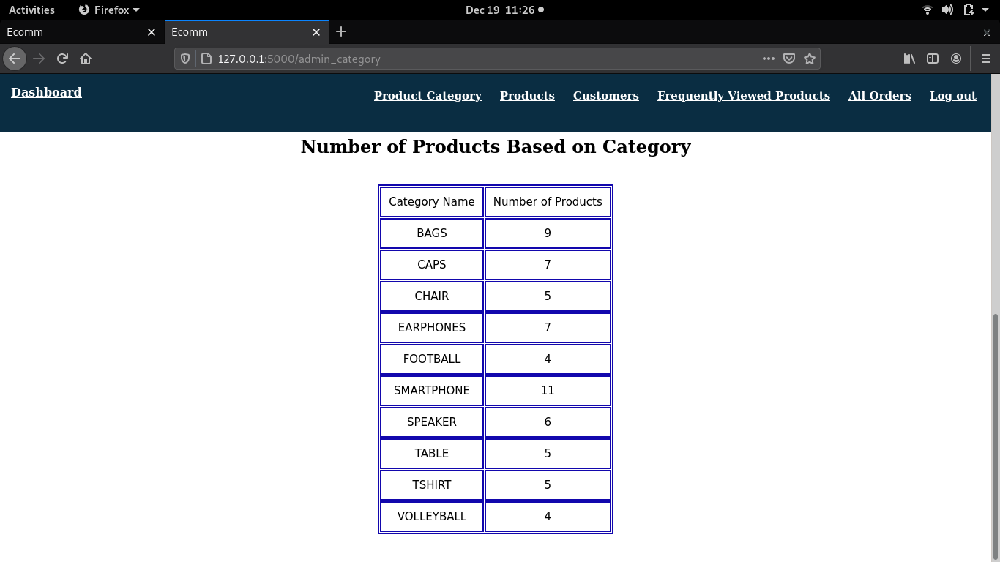 Activities Firefox Dec 19 11:26
Ecomm Ecomm
127.0.0.1:5000/admin_category
Dashboard Product Category Products Customers Frequently Viewed Products All Orders Log out
Number of Products Based on Category
Category Name Number of Products
BAGS 9
CAPS 7
CHAIR 5
EARPHONES 7
FOOTBALL 4
SMARTPHONE 11
SPEAKER 6
TABLE 5
TSHIRT 5
VOLLEYBALL 4